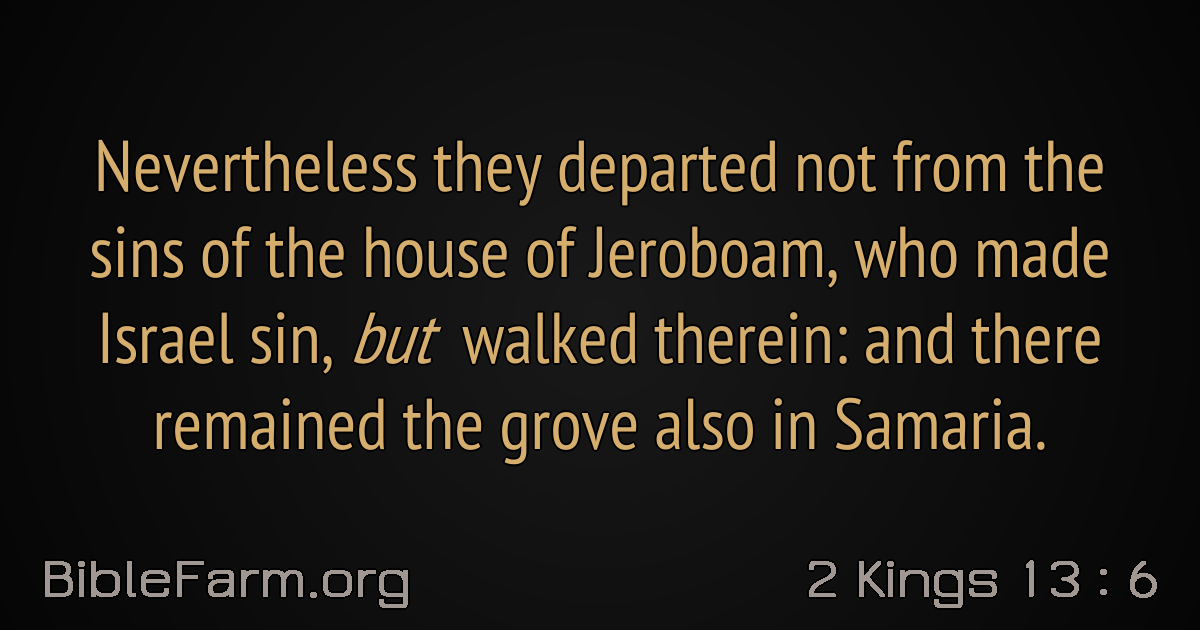 Nevertheless they departed not from the
sins of the house of Jeroboam, who made
Israel sin, but walked therein: and there
remained the grove also in Samaria.
BibleFarm.org
2 Kings 13 : 6